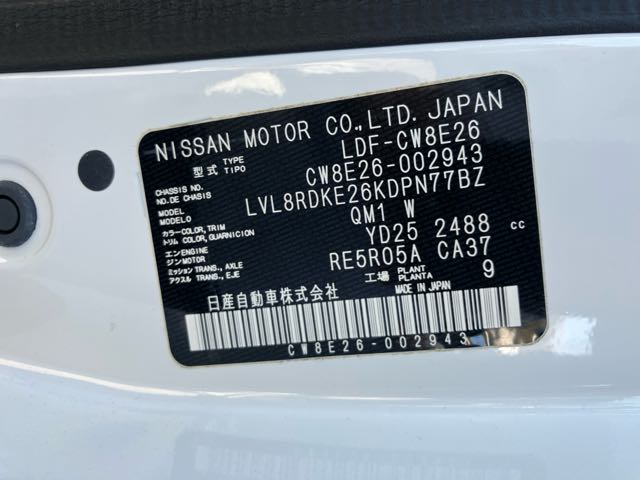 NISSAN MOTOR CO.,LTD. JAPAN
型式 TYPE TIPO LDF-CW8E26
CHASSIS NO. NO.DE CHASIS CW8E26-002943
MODEL MODELO LVL8RDKE26KDPN77BZ
カラー COLOR, TRIM トリム COLOR, GUARNICION QM1 W
エンジン ENGINE MOTOR YD25 2488 cc
ミッション TRANS., AXLE アクスル TRANS., EJE RE5R05A CA37
工場 PLANT PLANTA 9
日産自動車株式会社 MADE IN JAPAN
CW8E26-002943